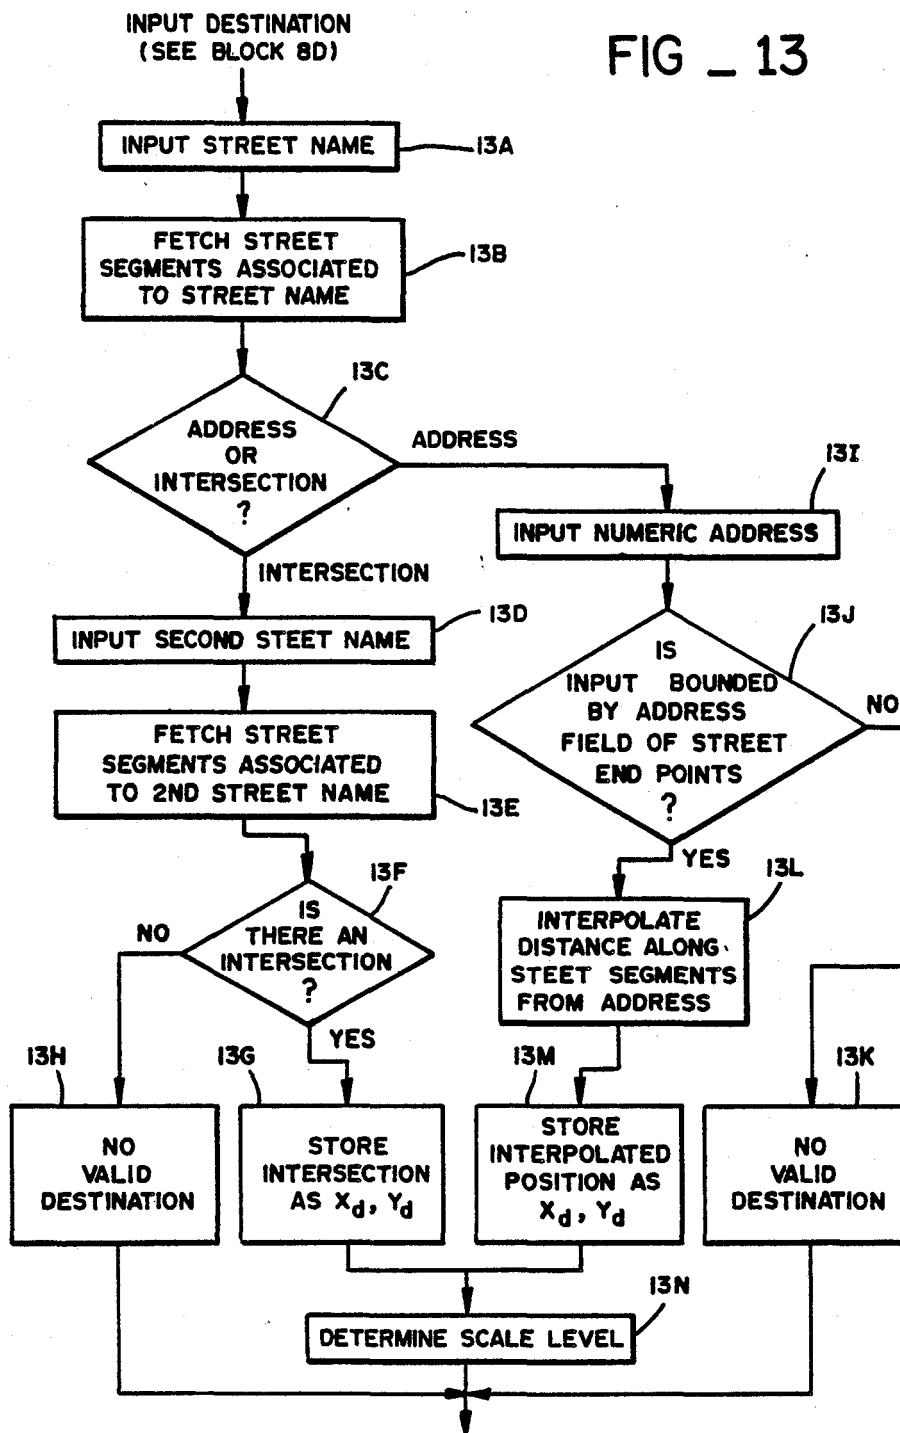 INPUT DESTINATION
(SEE BLOCK 8D)
FIG _ 13
INPUT STREET NAME
13A
FETCH STREET
SEGMENTS ASSOCIATED
TO STREET NAME
13B
13C
ADDRESS
OR
INTERSECTION
?
ADDRESS
INTERSECTION
13I
INPUT NUMERIC ADDRESS
13D
INPUT SECOND STEET NAME
13J
IS
INPUT BOUNDED
BY ADDRESS
FIELD OF STREET
END POINTS
?
NO
YES
FETCH STREET
SEGMENTS ASSOCIATED
TO 2ND STREET NAME
13E
13F
IS
THERE AN
INTERSECTION
?
NO
YES
13L
INTERPOLATE
DISTANCE ALONG
STEET SEGMENTS
FROM ADDRESS
13H
NO
VALID
DESTINATION
13G
STORE
INTERSECTION
AS Xd, Yd
13M
STORE
INTERPOLATED
POSITION AS
Xd, Yd
13K
NO
VALID
DESTINATION
13N
DETERMINE SCALE LEVEL